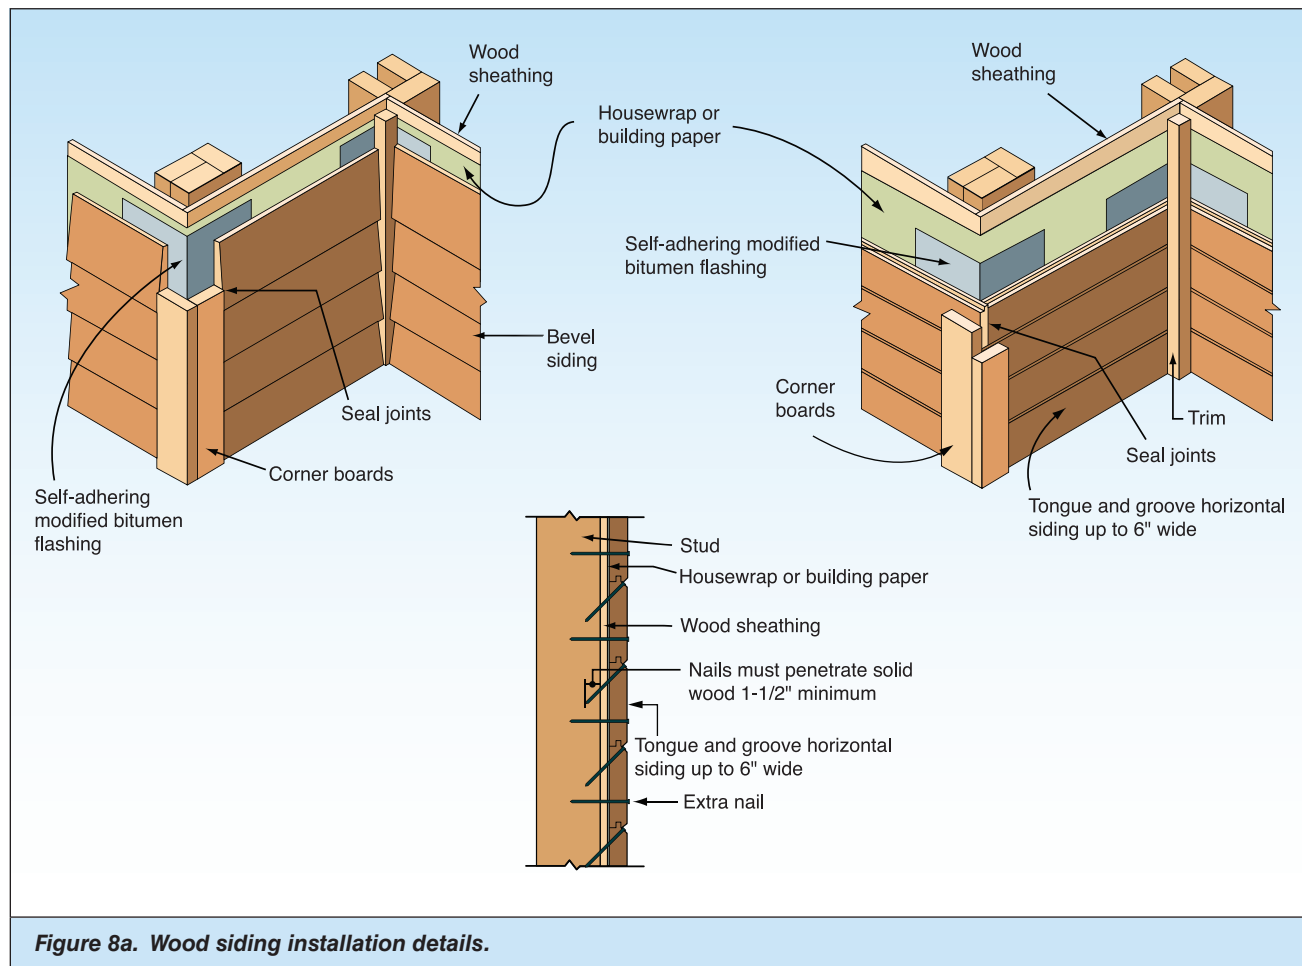 Wood
sheathing
Housewrap or
building paper
Wood
sheathing
Self-adhering modified
bitumen flashing
Bevel
siding
Seal joints
Corner boards
Self-adhering
modified bitumen
flashing
Corner
boards
Trim
Seal joints
Tongue and groove horizontal
siding up to 6" wide
Stud
Housewrap or building paper
Wood sheathing
Nails must penetrate solid
wood 1-1/2" minimum
Tongue and groove horizontal
siding up to 6" wide
Extra nail
Figure 8a. Wood siding installation details.